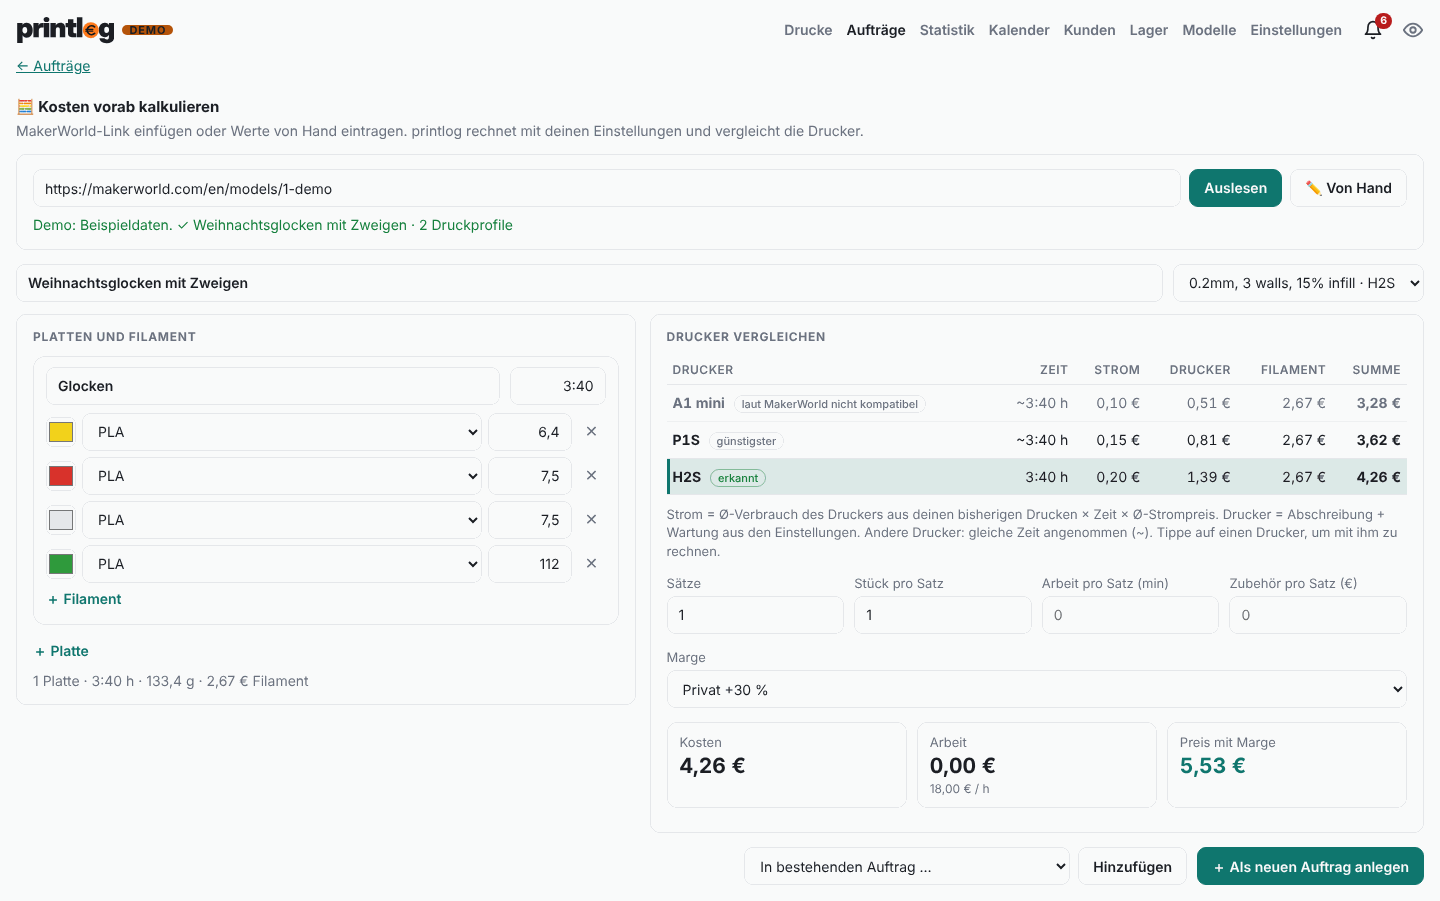 printl€g DEMO
Drucke Aufträge Statistik Kalender Kunden Lager Modelle Einstellungen 6
← Aufträge
🧮 Kosten vorab kalkulieren
MakerWorld-Link einfügen oder Werte von Hand eintragen. printlog rechnet mit deinen Einstellungen und vergleicht die Drucker.
https://makerworld.com/en/models/1-demo Auslesen ✏️ Von Hand
Demo: Beispieldaten. ✓ Weihnachtsglocken mit Zweigen · 2 Druckprofile
Weihnachtsglocken mit Zweigen 0.2mm, 3 walls, 15% infill · H2S
PLATTEN UND FILAMENT
Glocken 3:40
PLA 6,4 ✕
PLA 7,5 ✕
PLA 7,5 ✕
PLA 112 ✕
+ Filament
+ Platte
1 Platte · 3:40 h · 133,4 g · 2,67 € Filament
DRUCKER VERGLEICHEN
DRUCKER ZEIT STROM DRUCKER FILAMENT SUMME
A1 mini laut MakerWorld nicht kompatibel ~3:40 h 0,10 € 0,51 € 2,67 € 3,28 €
P1S günstigster ~3:40 h 0,15 € 0,81 € 2,67 € 3,62 €
H2S erkannt 3:40 h 0,20 € 1,39 € 2,67 € 4,26 €
Strom = Ø-Verbrauch des Druckers aus deinen bisherigen Drucken × Zeit × Ø-Strompreis. Drucker = Abschreibung +
Wartung aus den Einstellungen. Andere Drucker: gleiche Zeit angenommen (~). Tippe auf einen Drucker, um mit ihm zu
rechnen.
Sätze Stück pro Satz Arbeit pro Satz (min) Zubehör pro Satz (€)
1 1 0 0
Marge
Privat +30 %
Kosten Arbeit Preis mit Marge
4,26 € 0,00 € 5,53 €
18,00 € / h
In bestehenden Auftrag ... Hinzufügen + Als neuen Auftrag anlegen